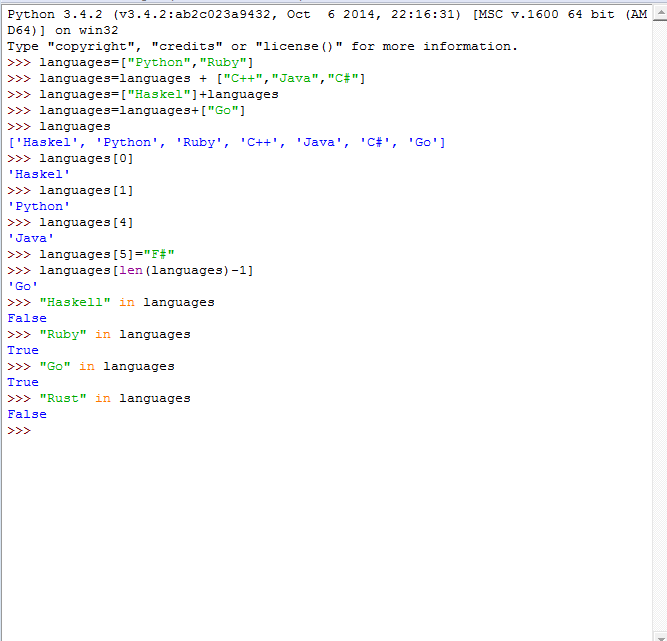 Python 3.4.2 (v3.4.2:ab2c023a9432, Oct  6 2014, 22:16:31) [MSC v.1600 64 bit (AM
D64)] on win32
Type "copyright", "credits" or "license()" for more information.
>>> languages=["Python","Ruby"]
>>> languages=languages + ["C++","Java","C#"]
>>> languages=["Haskel"]+languages
>>> languages=languages+["Go"]
>>> languages
['Haskel', 'Python', 'Ruby', 'C++', 'Java', 'C#', 'Go']
>>> languages[0]
'Haskel'
>>> languages[1]
'Python'
>>> languages[4]
'Java'
>>> languages[5]="F#"
>>> languages[len(languages)-1]
'Go'
>>> "Haskell" in languages
False
>>> "Ruby" in languages
True
>>> "Go" in languages
True
>>> "Rust" in languages
False
>>>